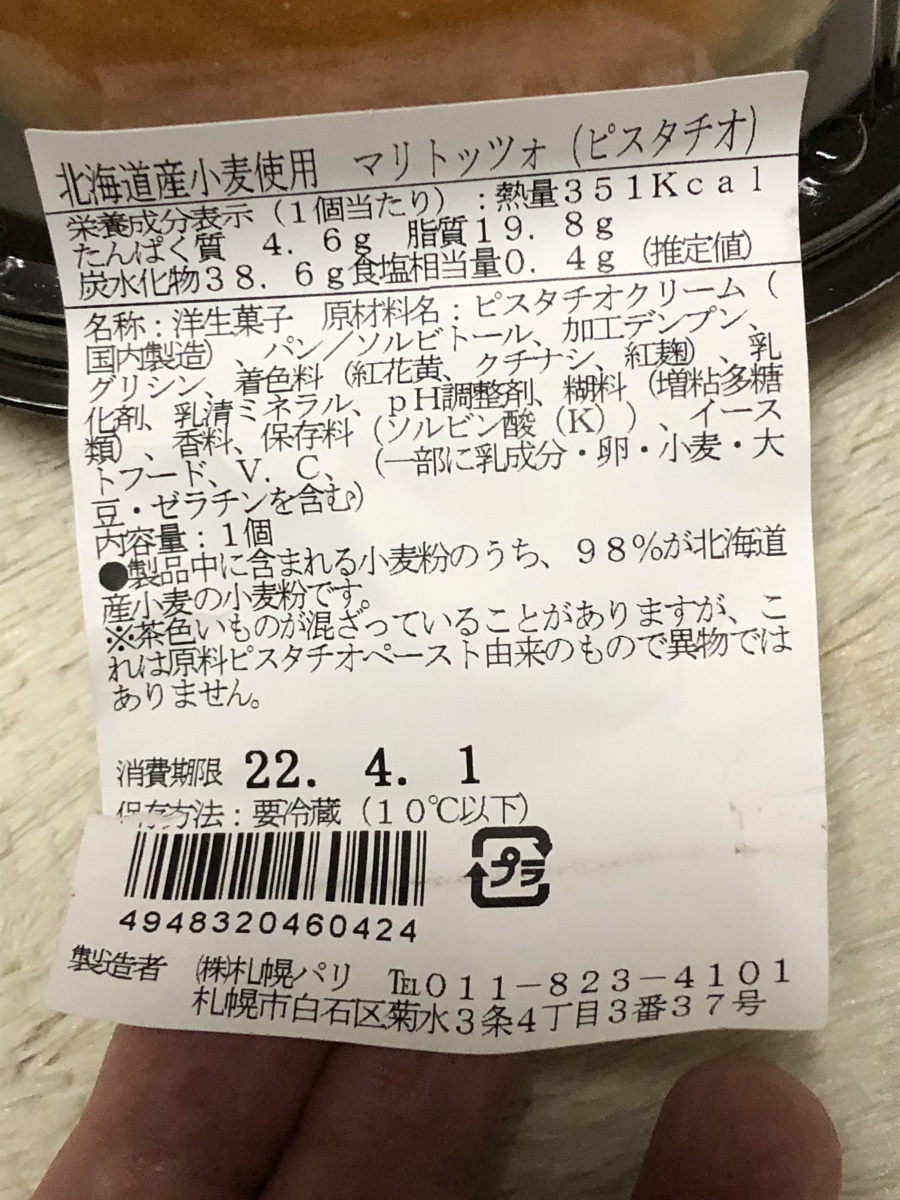 北海道産小麦使用　マリトッツォ（ピスタチオ）
栄養成分表示（１個当たり）：熱量３５１Ｋｃａｌ
たんぱく質　４．６ｇ　脂質１９．８ｇ
炭水化物３８．６ｇ食塩相当量０．４ｇ（推定値）
名称：洋生菓子　原材料名：ピスタチオクリーム（
国内製造）、パン／ソルビトール、加工デンプン、
グリシン、着色料（紅花黄、クチナシ、紅麹）、乳
化剤、乳清ミネラル、ｐＨ調整剤、糊料（増粘多糖
類）、香料、保存料（ソルビン酸（Ｋ））、イース
トフード、Ｖ．Ｃ、（一部に乳成分・卵・小麦・大
豆・ゼラチンを含む）
内容量：１個
●製品中に含まれる小麦粉のうち、９８％が北海道
産小麦の小麦粉です。
※茶色いものが混ざっていることがありますが、こ
れは原料ピスタチオペースト由来のもので異物では
ありません。
消費期限 22. 4. 1
保存方法：要冷蔵（１０℃以下）
プラ
4948320460424
製造者　㈱札幌パリ　℡０１１－８２３－４１０１
札幌市白石区菊水３条４丁目３番３７号